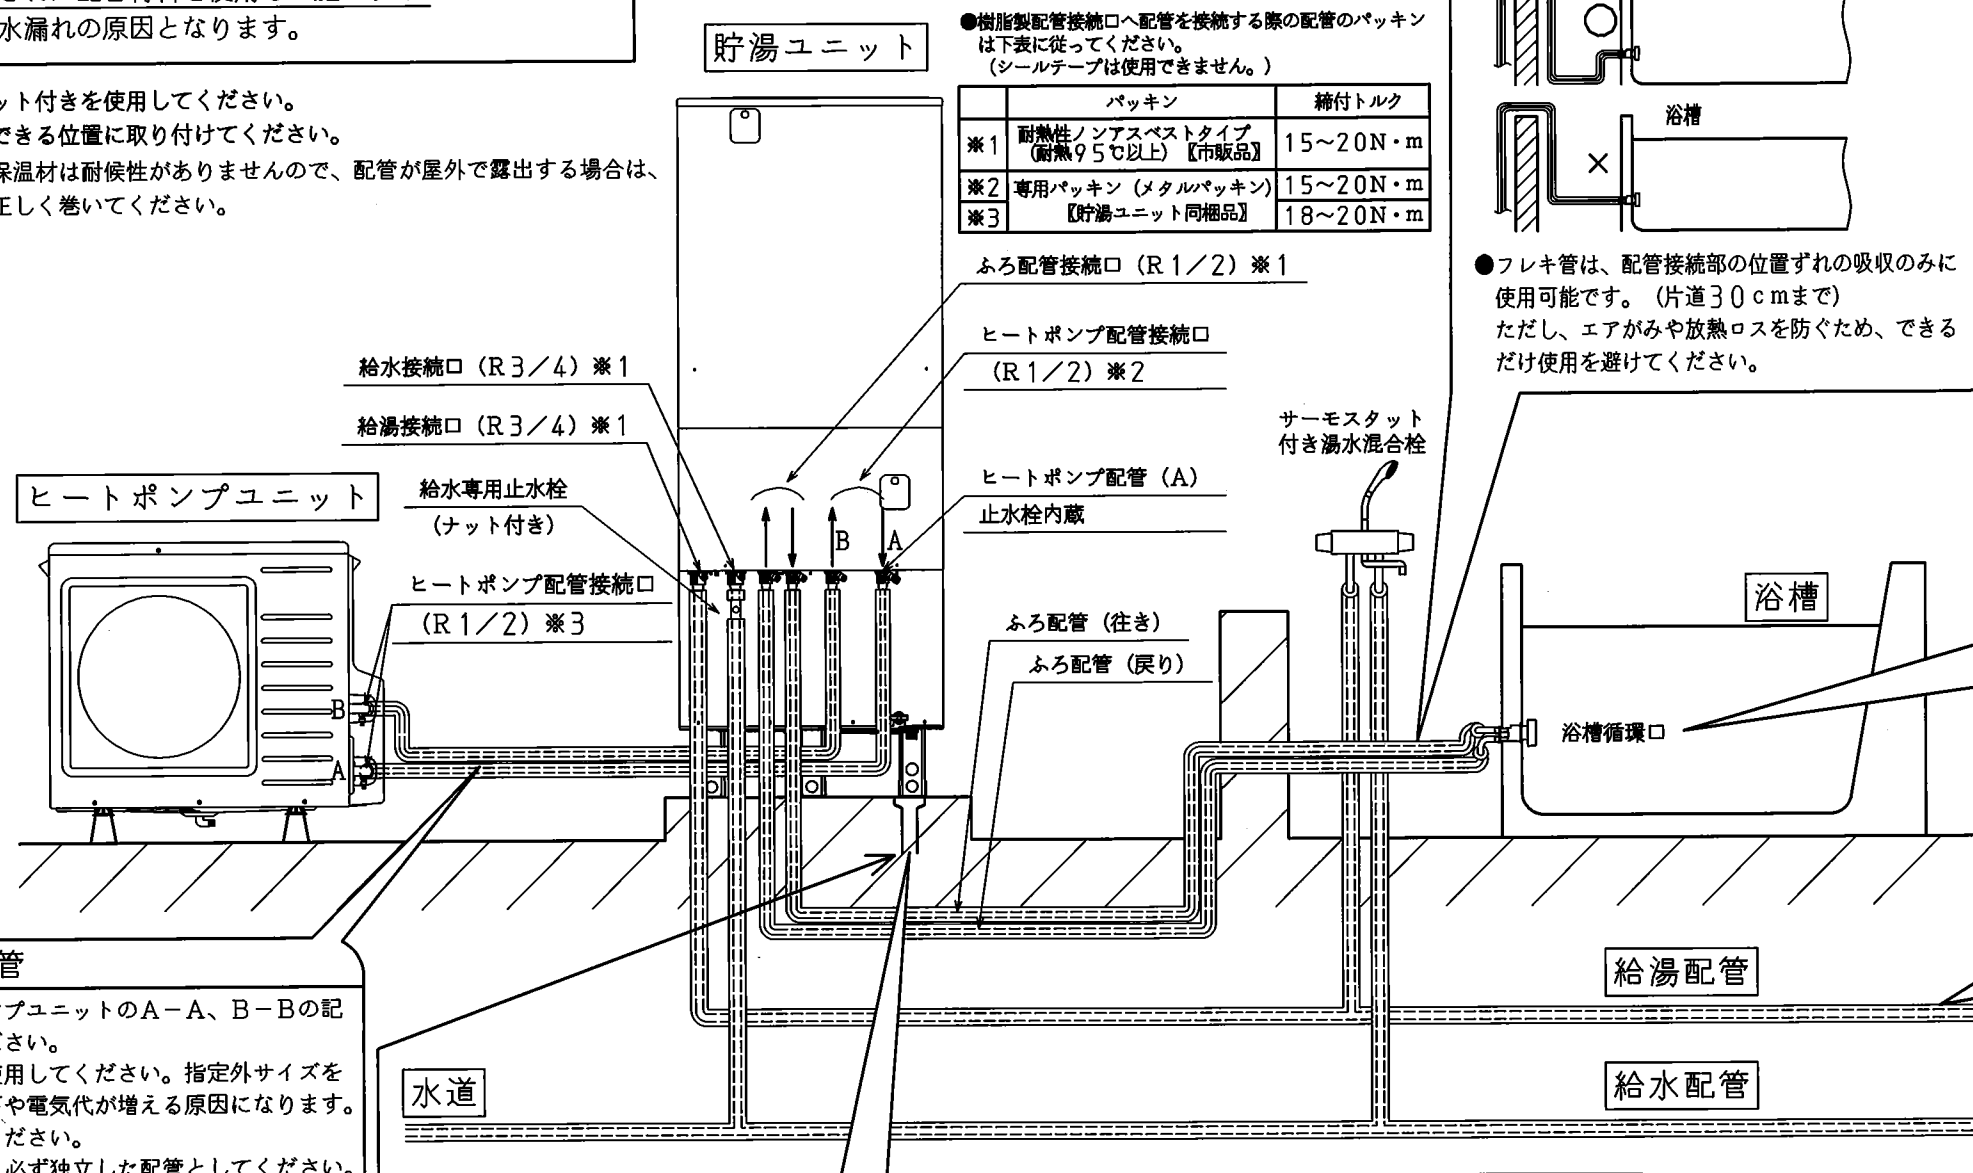 水漏れの原因となります。
ット付きを使用してください。
できる位置に取り付けてください。
保温材は耐候性がありませんので、配管が屋外で露出する場合は、
正しく巻いてください。
貯湯ユニット
●樹脂製配管接続口へ配管を接続する際の配管のパッキン
は下表に従ってください。
(シールテープは使用できません。)
パッキン 締付トルク
※1 耐熱性ノンアスベストタイプ
(耐熱95℃以上)【市販品】 15~20N・m
※2 専用パッキン(メタルパッキン) 15~20N・m
※3 【貯湯ユニット同梱品】 18~20N・m
浴槽
●フレキ管は、配管接続部の位置ずれの吸収のみに
使用可能です。(片道30cmまで)
ただし、エアがみや放熱ロスを防ぐため、できる
だけ使用を避けてください。
ふろ配管接続口(R1/2)※1
ヒートポンプ配管接続口
(R1/2)※2
給水接続口(R3/4)※1
給湯接続口(R3/4)※1
サーモスタット
付き湯水混合栓
ヒートポンプユニット
給水専用止水栓
(ナット付き)
ヒートポンプ配管(A)
止水栓内蔵
B A
ヒートポンプ配管接続口
(R1/2)※3
ふろ配管(往き)
ふろ配管(戻り)
浴槽
浴槽循環口
B
A
管
プユニットのA-A、B-Bの記
ださい。
使用してください。指定外サイズを
や電気代が増える原因になります。
ださい。
必ず独立した配管としてください。
給湯配管
水道
給水配管